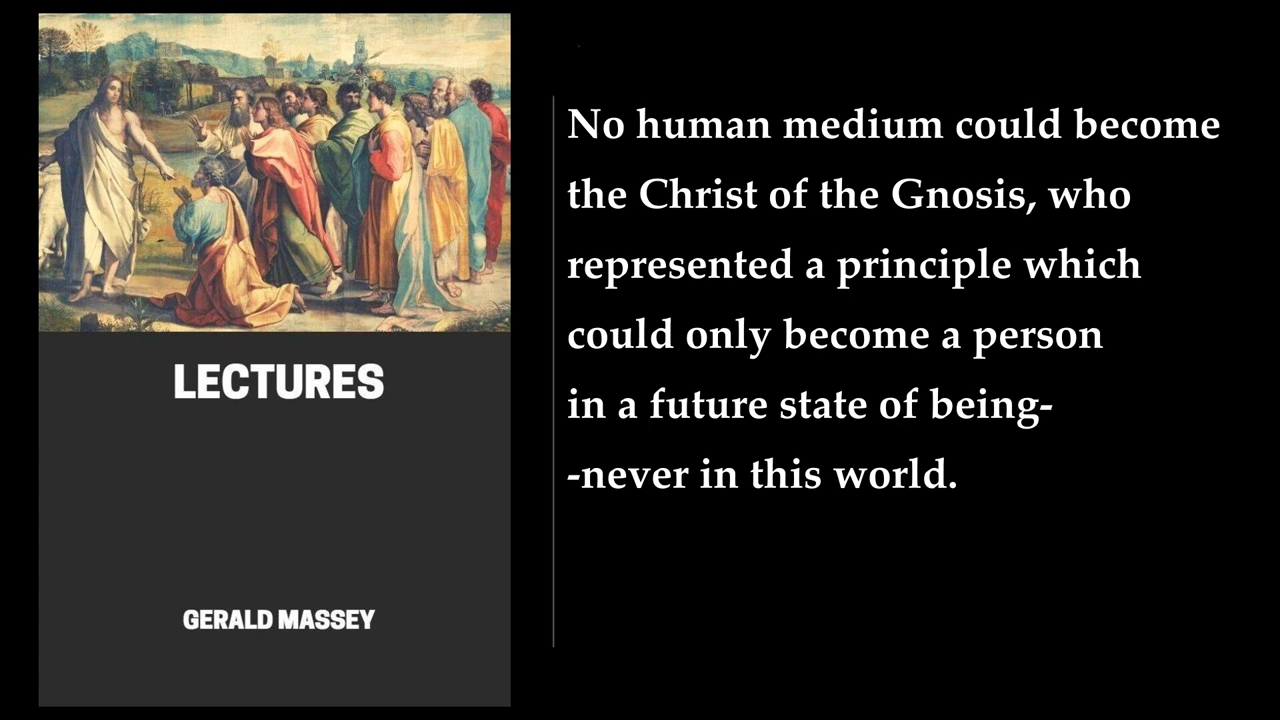 LECTURES
GERALD MASSEY
No human medium could become
the Christ of the Gnosis, who
represented a principle which
could only become a person
in a future state of being-
-never in this world.